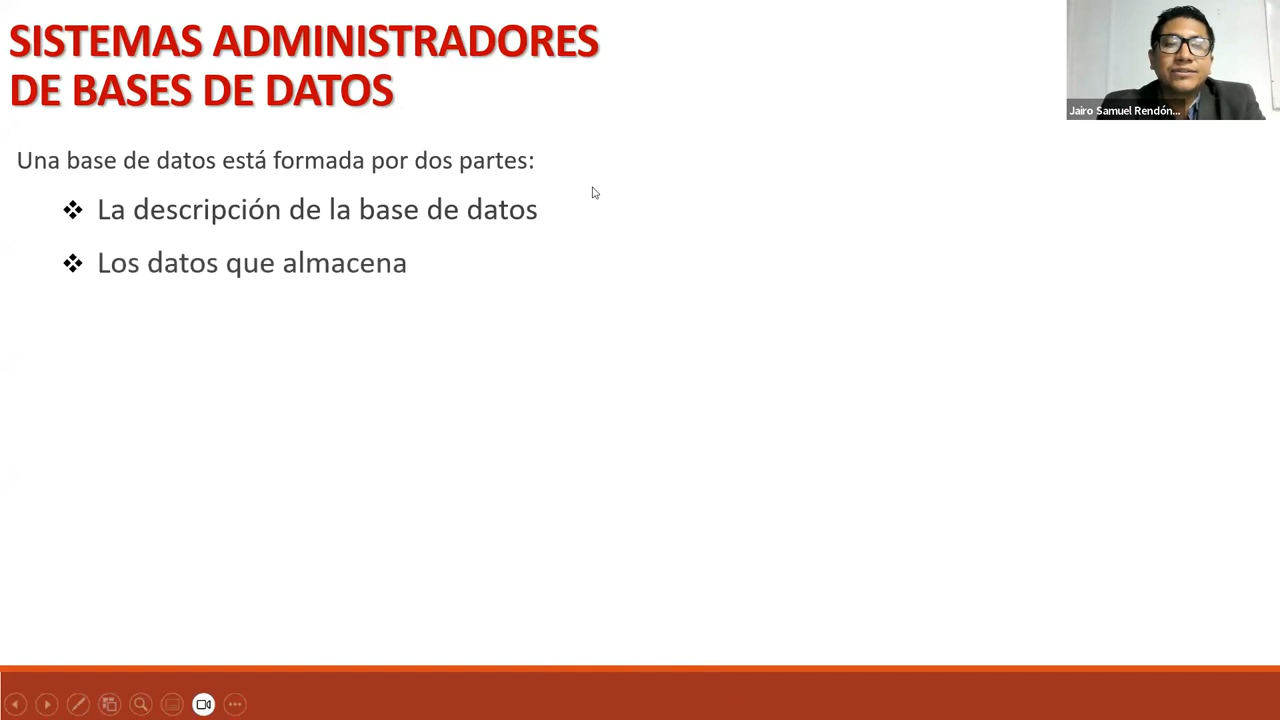 SISTEMAS ADMINISTRADORES
DE BASES DE DATOS
Jairo Samuel Rendón...
Una base de datos está formada por dos partes:
❖ La descripción de la base de datos
❖ Los datos que almacena